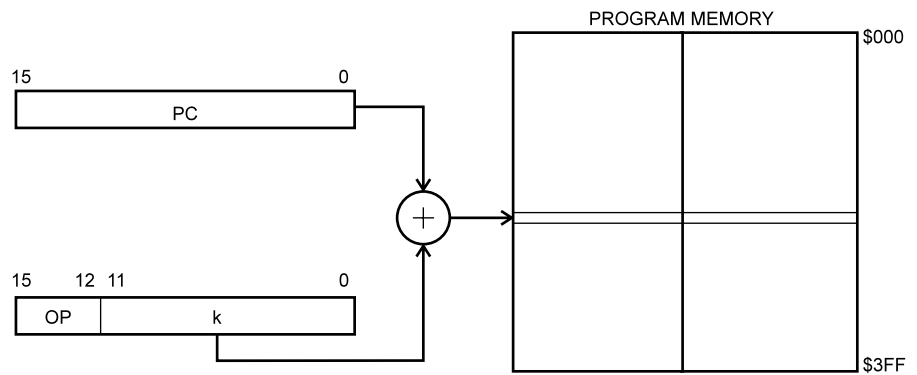 PROGRAM MEMORY
$000
15 0
PC
+
15 12 11 0
OP k
$3FF